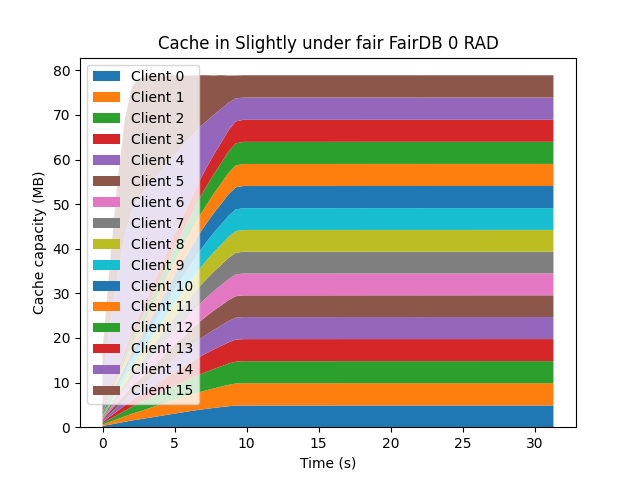 Cache in Slightly under fair FairDB 0 RAD
Cache capacity (MB)
80
70
60
50
40
30
20
10
0
Client 0
Client 1
Client 2
Client 3
Client 4
Client 5
Client 6
Client 7
Client 8
Client 9
Client 10
Client 11
Client 12
Client 13
Client 14
Client 15
0 5 10 15 20 25 30
Time (s)